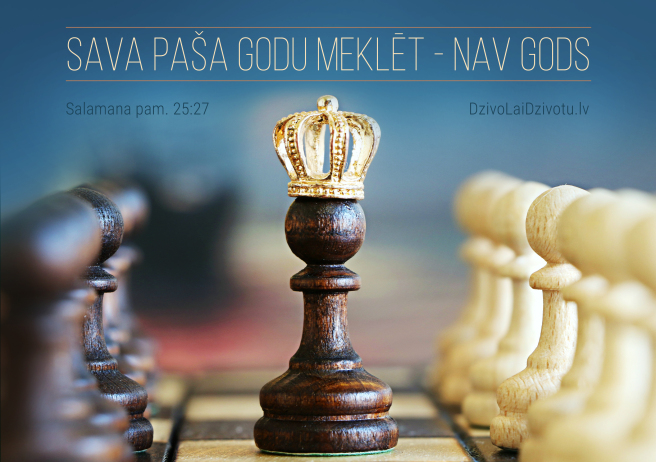 SAVA PAŠA GODU MEKLĒT - NAV GODS
Salamana pam. 25:27
DzivoLaiDzivotu.lv